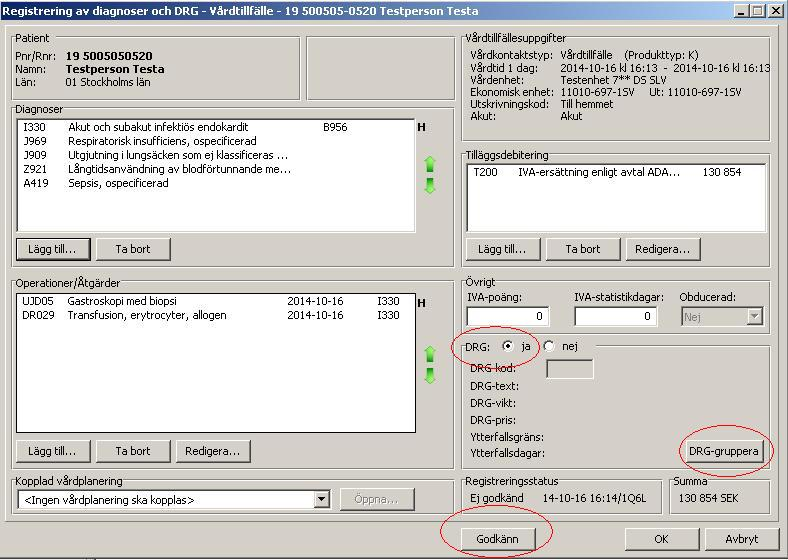 Registrering av diagnoser och DRG - Vårdtillfälle - 19 500505-0520 Testperson Testa
Patient
Pnr/Rnr: 19 5005050520
Namn: Testperson Testa
Län: 01 Stockholms län
Vårdtillfällesuppgifter
Vårdkontaktstyp: Vårdtillfälle (Produkttyp: K)
Vårdtid 1 dag: 2014-10-16 kl 16:13 - 2014-10-16 kl 16:13
Vårdenhet: Testenhet 7** DS SLV
Ekonomisk enhet: 11010-697-1SV Ut: 11010-697-1SV
Utskrivningskod: Till hemmet
Akut: Akut
Diagnoser
I330 Akut och subakut infektiös endokardit B956 H
J969 Respiratorisk insufficiens, ospecificerad
J909 Utgjutning i lungsäcken som ej klassificeras ...
Z921 Långtidsanvändning av blodförtunnande me...
A419 Sepsis, ospecificerad
Lägg till... Ta bort
Tilläggsdebitering
T200 IVA-ersättning enligt avtal ADA... 130 854
Lägg till... Ta bort Redigera...
Operationer/Åtgärder
UJD05 Gastroskopi med biopsi 2014-10-16 I330 H
DR029 Transfusion, erytrocyter, allogen 2014-10-16 I330
Lägg till... Ta bort Redigera...
Övrigt
IVA-poäng: IVA-statistikdagar: Obducerad:
0 0 Nej
DRG: ja nej
DRG kod:
DRG-text:
DRG-vikt:
DRG-pris:
Ytterfallsgräns:
Ytterfallsdagar:
DRG-gruppera
Kopplad vårdplanering
<Ingen vårdplanering ska kopplas> Öppna...
Registreringsstatus
Ej godkänd 14-10-16 16:14/1Q6L
Summa
130 854 SEK
Godkänn OK Avbryt